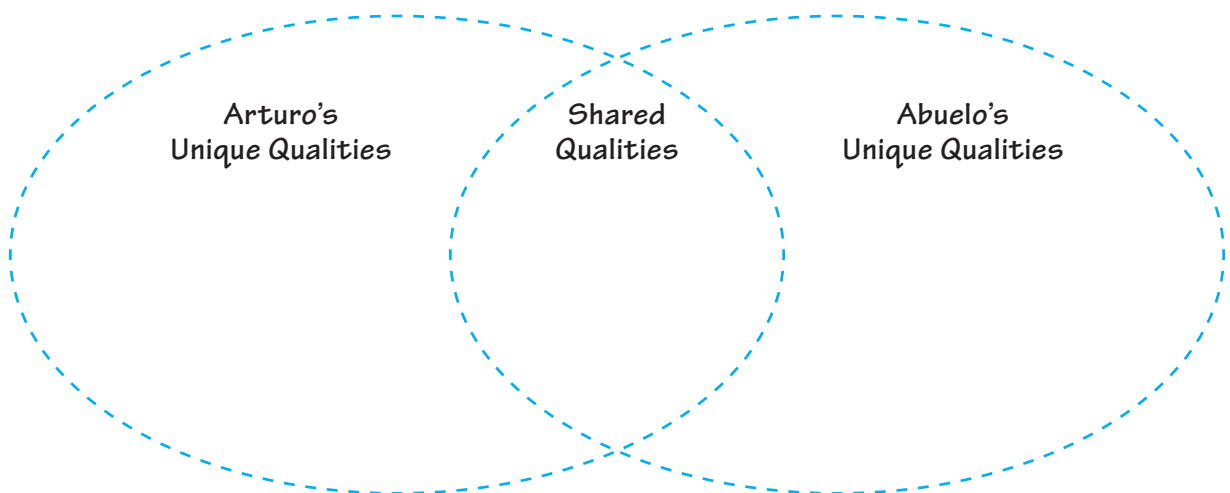 Arturo's
Unique Qualities
Shared
Qualities
Abuelo's
Unique Qualities